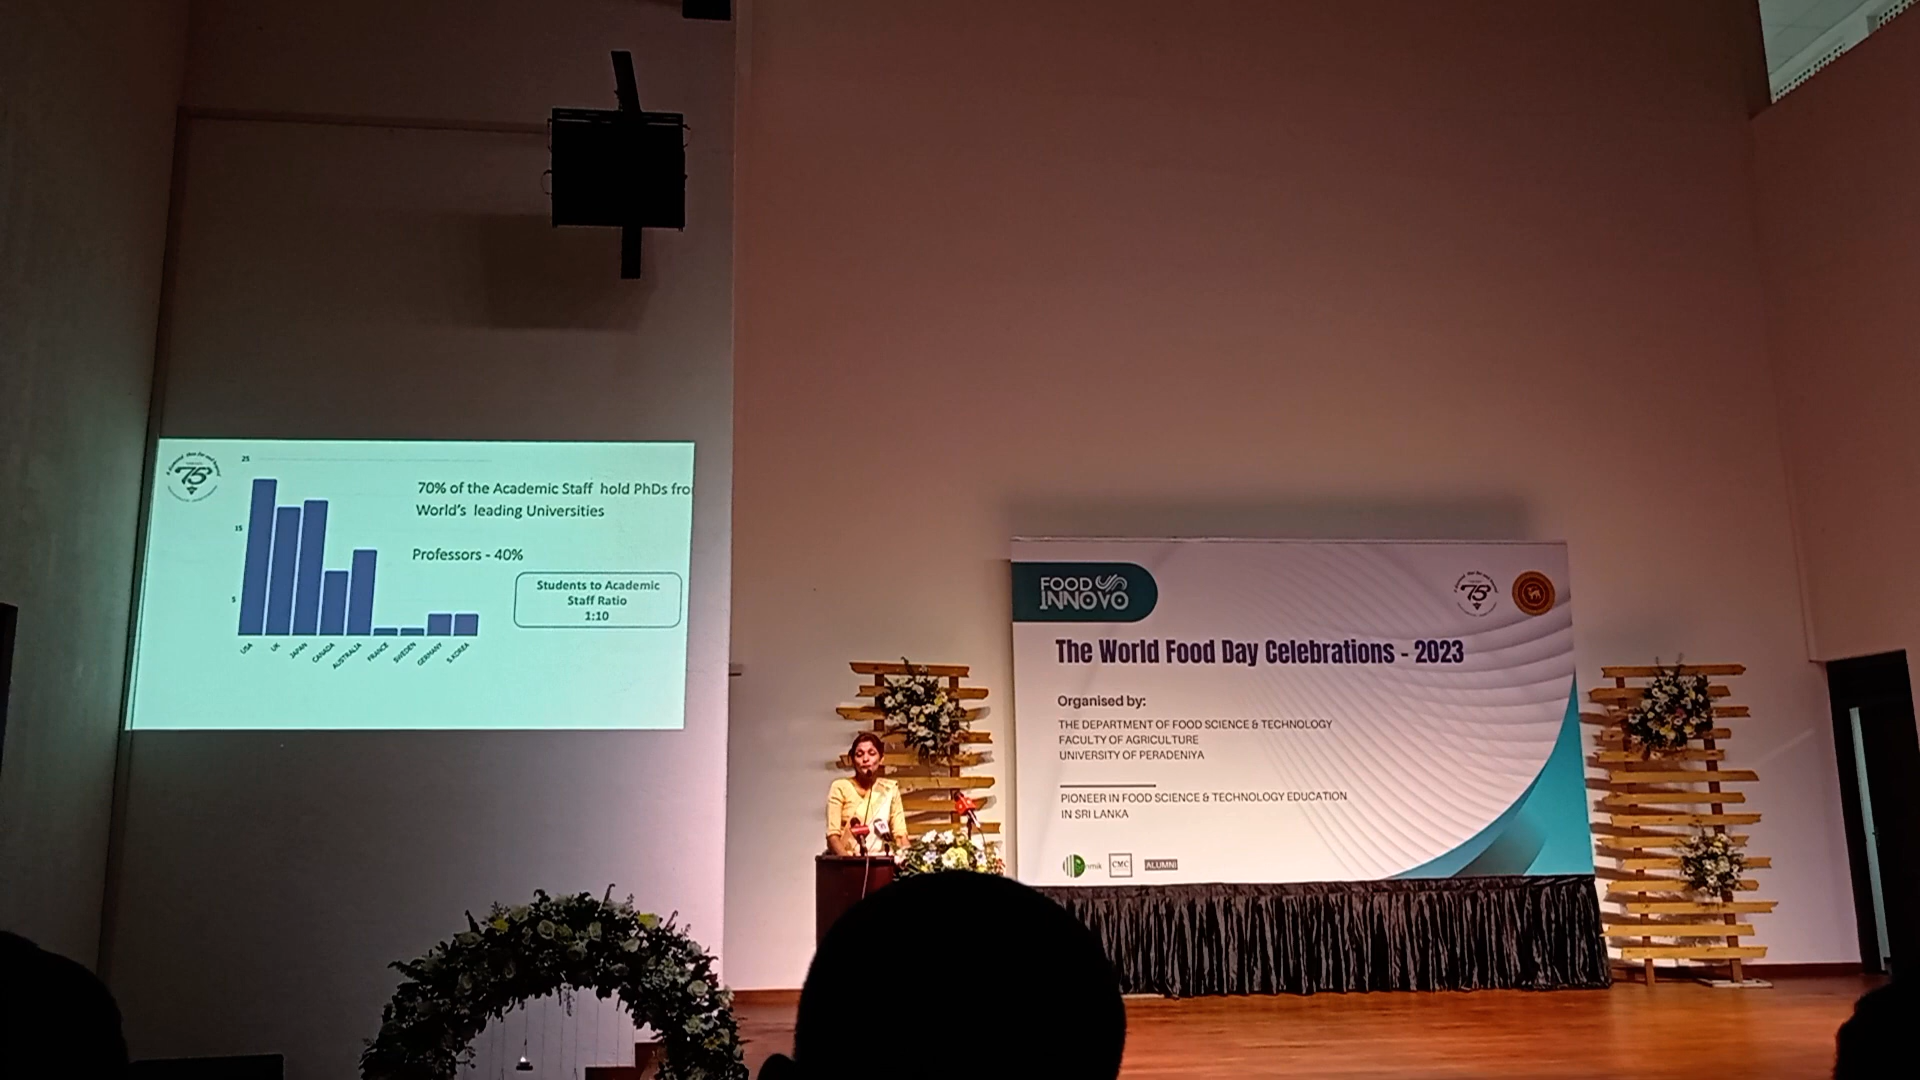 75
25
15
5
USA
UK
JAPAN
CANADA
AUSTRALIA
FRANCE
SWEDEN
GERMANY
S.KOREA
70% of the Academic Staff hold PhDs fro
World's leading Universities
Professors - 40%
Students to Academic
Staff Ratio
1:10
FOOD
INNOVO
75
The World Food Day Celebrations - 2023
Organised by:
THE DEPARTMENT OF FOOD SCIENCE & TECHNOLOGY
FACULTY OF AGRICULTURE
UNIVERSITY OF PERADENIYA
PIONEER IN FOOD SCIENCE & TECHNOLOGY EDUCATION
IN SRI LANKA
CMC
ALUMNI